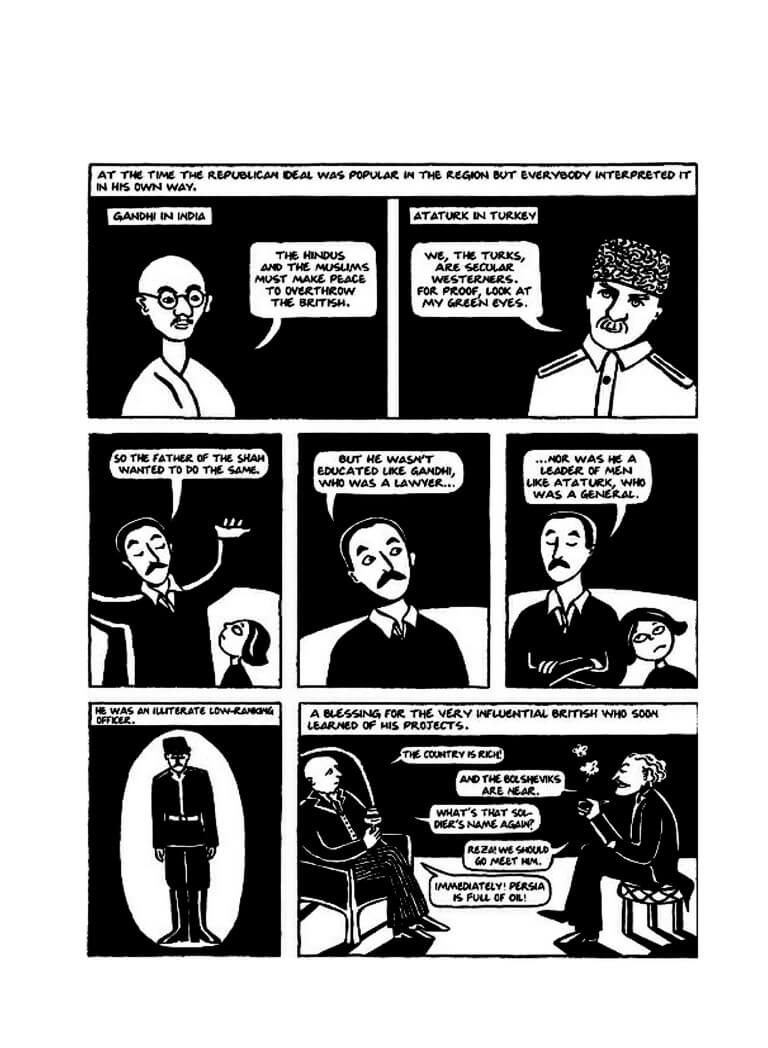 AT THE TIME THE REPUBLICAN IDEAL WAS POPULAR IN THE REGION BUT EVERYBODY INTERPRETED IT
IN HIS OWN WAY.
GANDHI IN INDIA
THE HINDUS
AND THE MUSLIMS
MUST MAKE PEACE
TO OVERTHROW
THE BRITISH.
ATATURK IN TURKEY
WE, THE TURKS,
ARE SECULAR
WESTERNERS.
FOR PROOF, LOOK AT
MY GREEN EYES.
SO THE FATHER OF THE SHAH
WANTED TO DO THE SAME.
BUT HE WASN'T
EDUCATED LIKE GANDHI,
WHO WAS A LAWYER...
...NOR WAS HE A
LEADER OF MEN
LIKE ATATURK, WHO
WAS A GENERAL.
HE WAS AN ILLITERATE LOW-RANKING
OFFICER.
A BLESSING FOR THE VERY INFLUENTIAL BRITISH WHO SOON
LEARNED OF HIS PROJECTS.
THE COUNTRY IS RICH!
AND THE BOLSHEVIKS
ARE NEAR.
WHAT'S THAT SOL-
DIER'S NAME AGAIN?
REZA! WE SHOULD
GO MEET HIM.
IMMEDIATELY! PERSIA
IS FULL OF OIL!